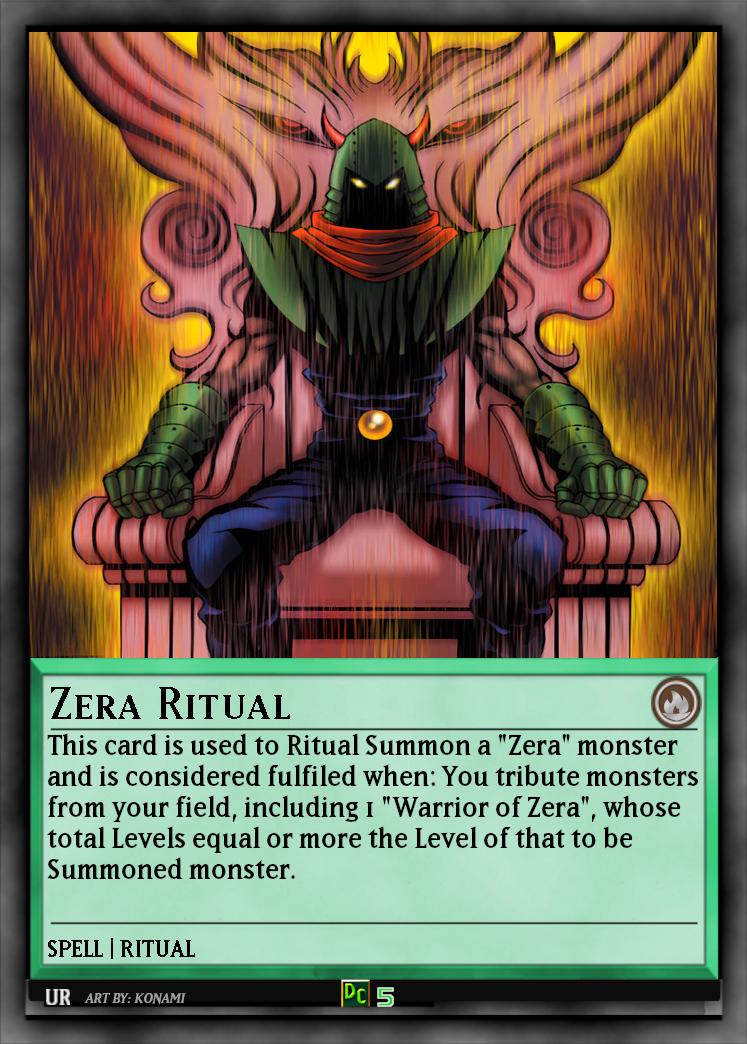 Zera Ritual
This card is used to Ritual Summon a "Zera" monster
and is considered fulfiled when: You tribute monsters
from your field, including 1 "Warrior of Zera", whose
total Levels equal or more the Level of that to be
Summoned monster.
SPELL | RITUAL
UR ART BY: KONAMI DC 5